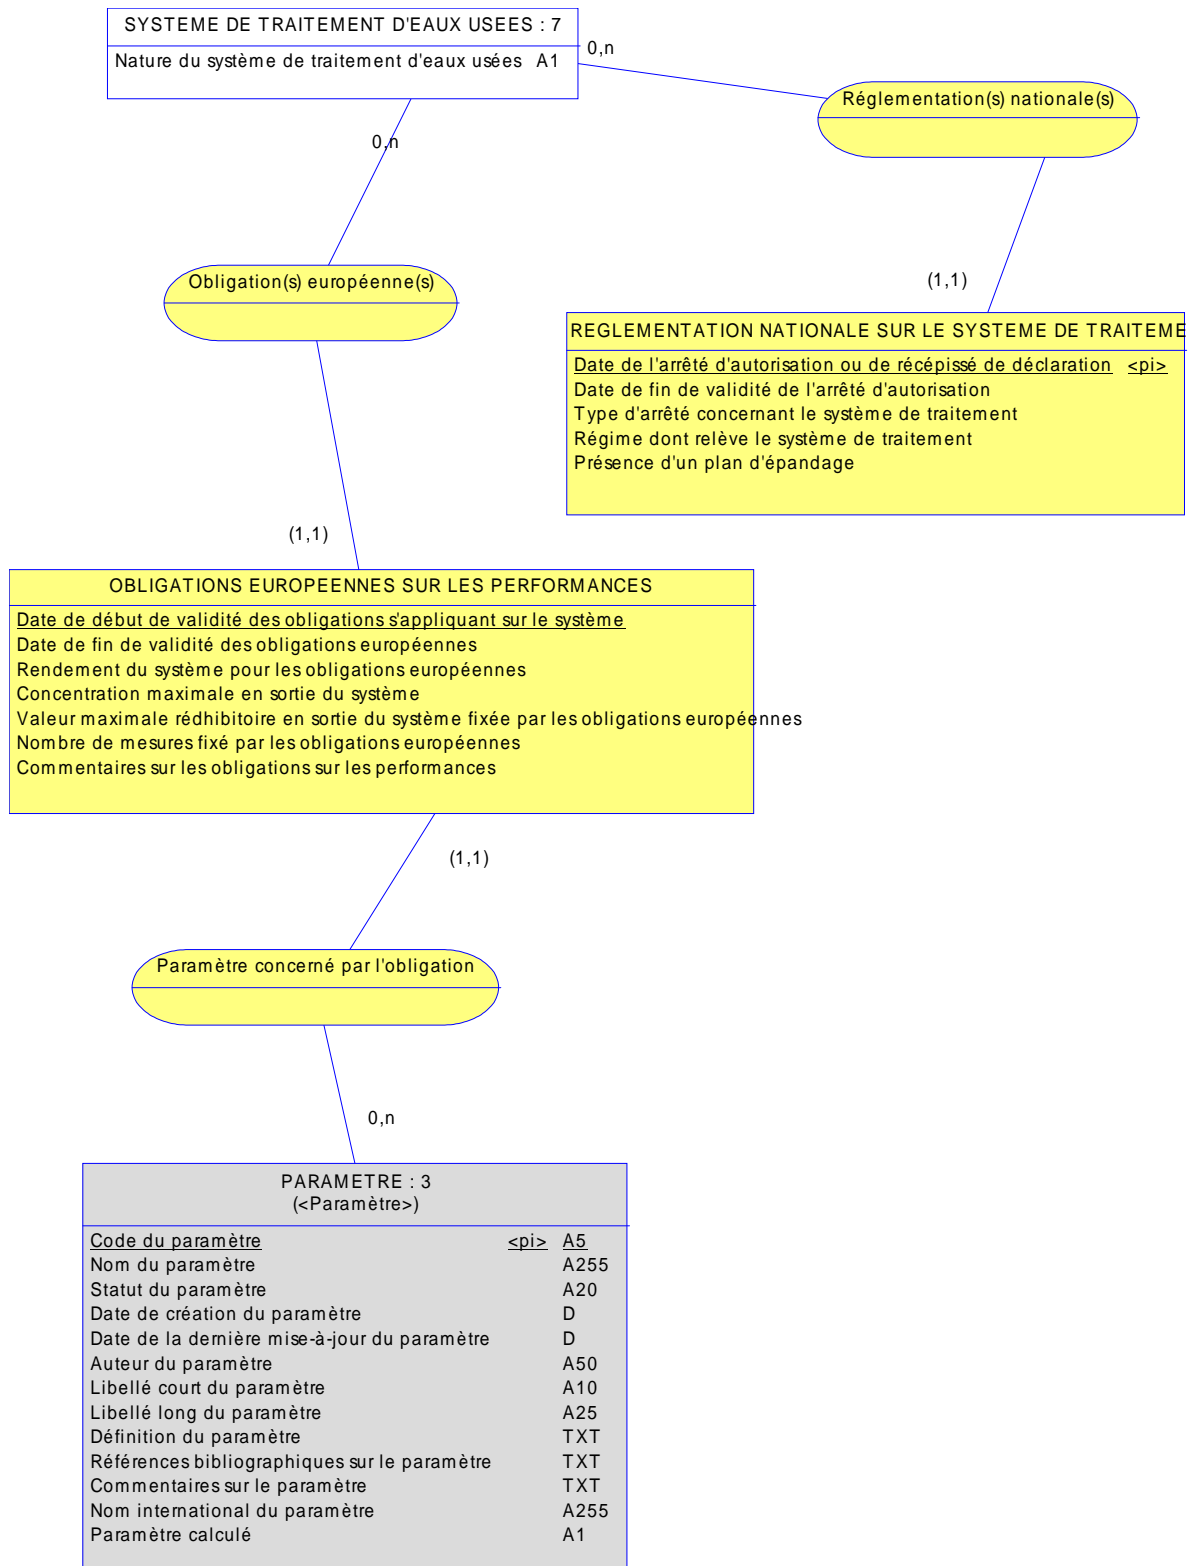 SYSTEME DE TRAITEMENT D'EAUX USEES : 7
Nature du système de traitement d'eaux usées A1
0,n
Réglementation(s) nationale(s)
0,n
Obligation(s) européenne(s)
(1,1)
REGLEMENTATION NATIONALE SUR LE SYSTEME DE TRAITEME
Date de l'arrêté d'autorisation ou de récépissé de déclaration <pi>
Date de fin de validité de l'arrêté d'autorisation
Type d'arrêté concernant le système de traitement
Régime dont relève le système de traitement
Présence d'un plan d'épandage
(1,1)
OBLIGATIONS EUROPEENNES SUR LES PERFORMANCES
Date de début de validité des obligations s'appliquant sur le système
Date de fin de validité des obligations européennes
Rendement du système pour les obligations européennes
Concentration maximale en sortie du système
Valeur maximale rédhibitoire en sortie du système fixée par les obligations européennes
Nombre de mesures fixé par les obligations européennes
Commentaires sur les obligations sur les performances
(1,1)
Paramètre concerné par l'obligation
0,n
PARAMETRE : 3
(<Paramètre>)
Code du paramètre <pi> A5
Nom du paramètre A255
Statut du paramètre A20
Date de création du paramètre D
Date de la dernière mise-à-jour du paramètre D
Auteur du paramètre A50
Libellé court du paramètre A10
Libellé long du paramètre A25
Définition du paramètre TXT
Références bibliographiques sur le paramètre TXT
Commentaires sur le paramètre TXT
Nom international du paramètre A255
Paramètre calculé A1